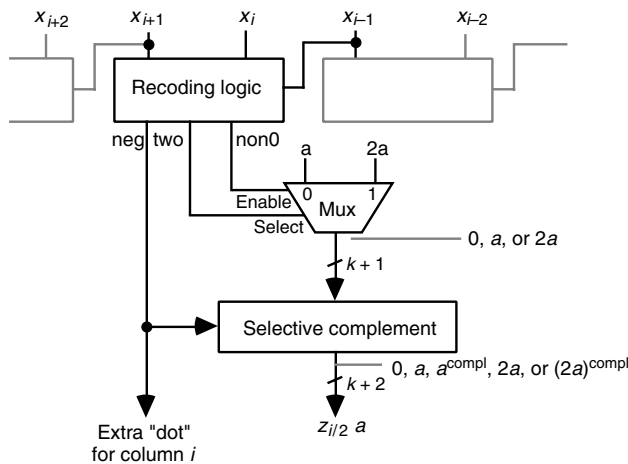 x_{i+2} x_{i+1} x_i x_{i–1} x_{i–2}
Recoding logic
neg two non0
a 2a
0 1
Enable
Mux
Select
0, a, or 2a
k + 1
Selective complement
0, a, a^{compl}, 2a, or (2a)^{compl}
k + 2
Extra "dot"
for column i
z_{i/2} a